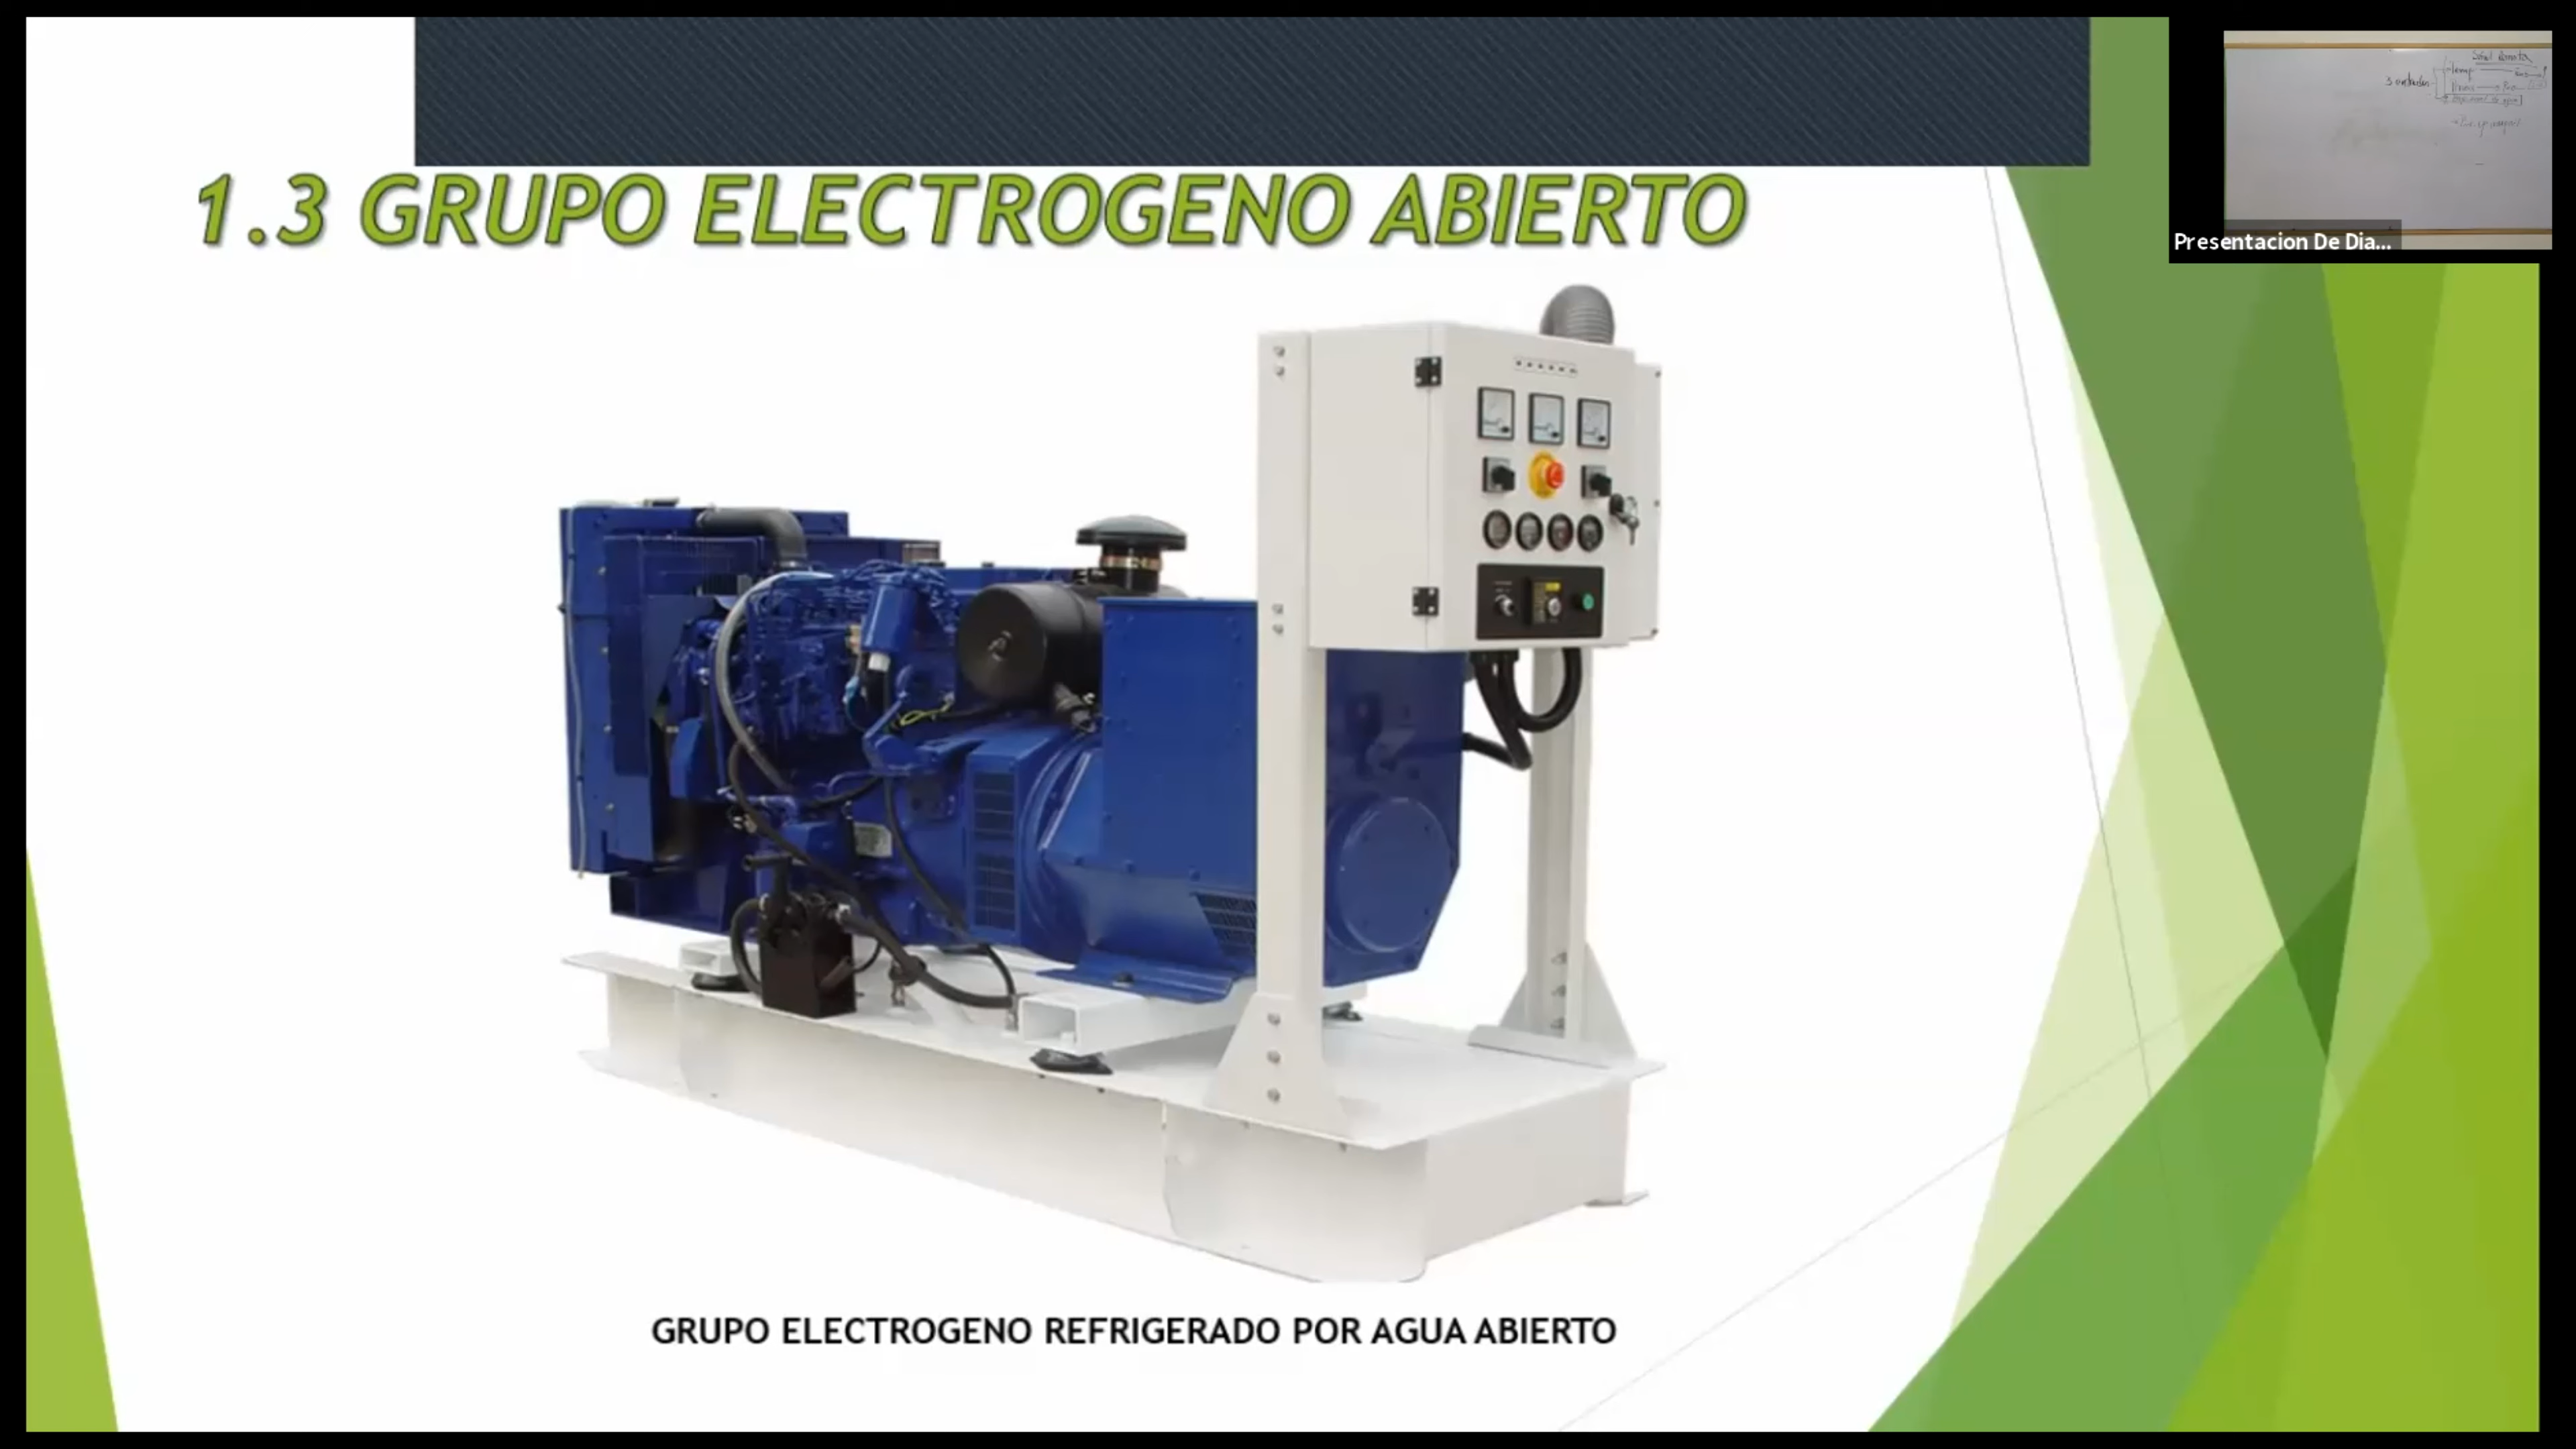 1.3 GRUPO ELECTROGENO ABIERTO
Presentacion De Dia...
GRUPO ELECTROGENO REFRIGERADO POR AGUA ABIERTO